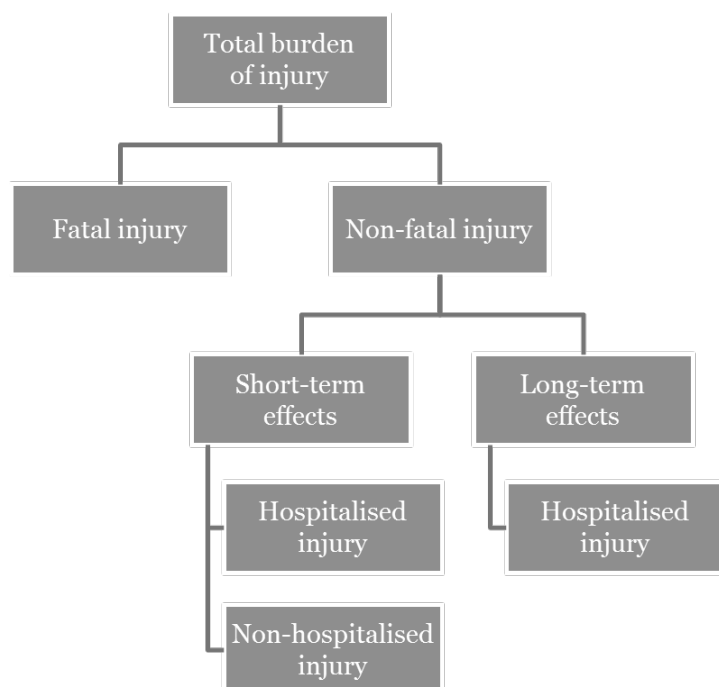 Total burden
of injury
Fatal injury
Non-fatal injury
Short-term
effects
Long-term
effects
Hospitalised
injury
Hospitalised
injury
Non-hospitalised
injury